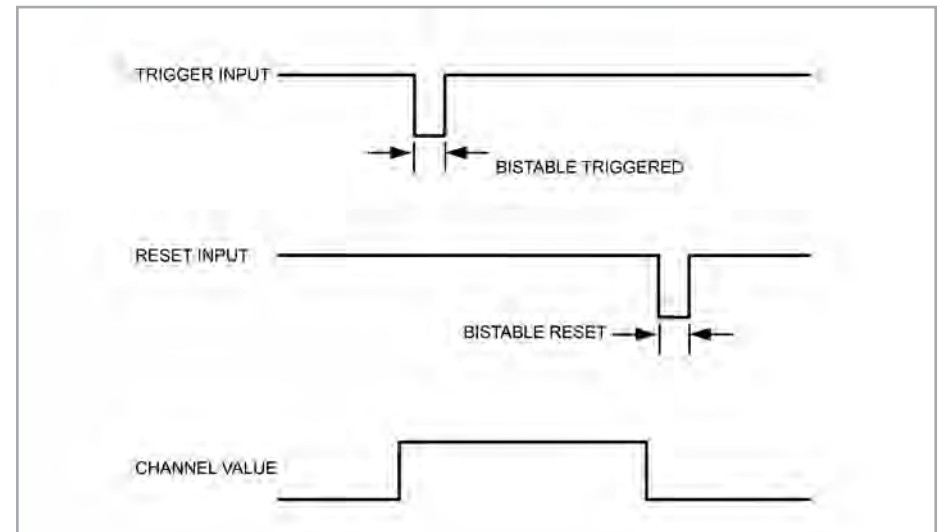 TRIGGER INPUT
BISTABLE TRIGGERED
RESET INPUT
BISTABLE RESET
CHANNEL VALUE